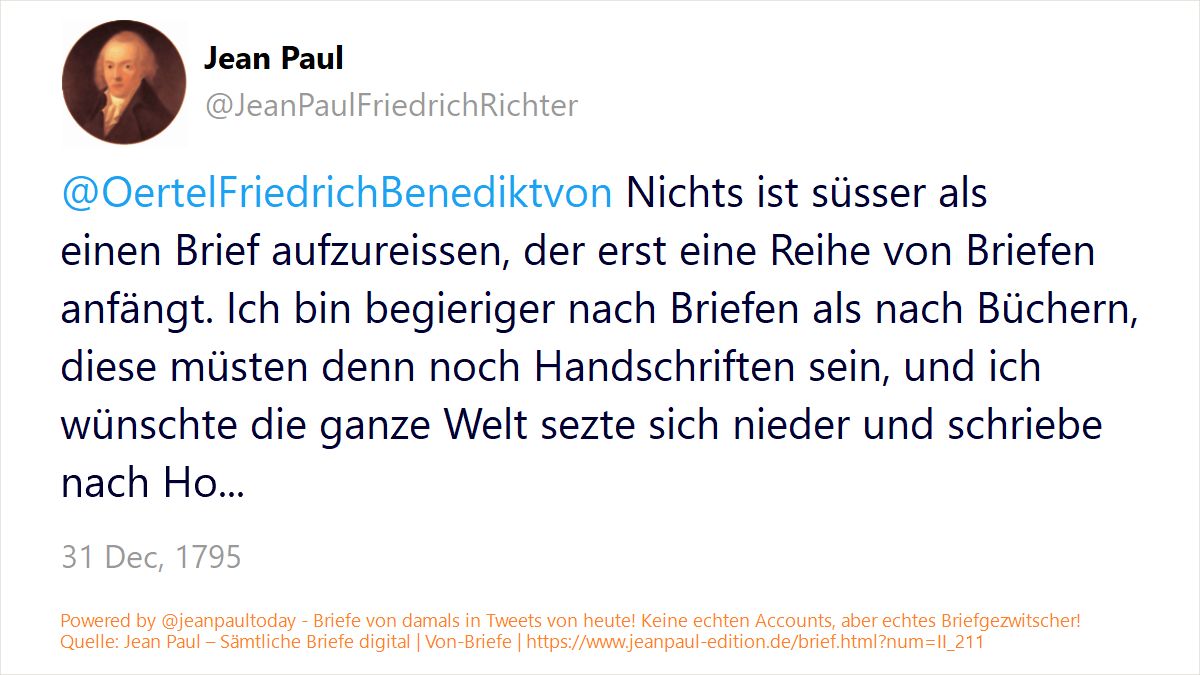 Jean Paul
@JeanPaulFriedrichRichter
@OertelFriedrichBenediktvon Nichts ist süsser als
einen Brief aufzureissen, der erst eine Reihe von Briefen
anfängt. Ich bin begieriger nach Briefen als nach Büchern,
diese müsten denn noch Handschriften sein, und ich
wünschte die ganze Welt sezte sich nieder und schriebe
nach Ho...
31 Dec, 1795
Powered by @jeanpaultoday - Briefe von damals in Tweets von heute! Keine echten Accounts, aber echtes Briefgezwitscher!
Quelle: Jean Paul – Sämtliche Briefe digital | Von-Briefe | https://www.jeanpaul-edition.de/brief.html?num=II_211